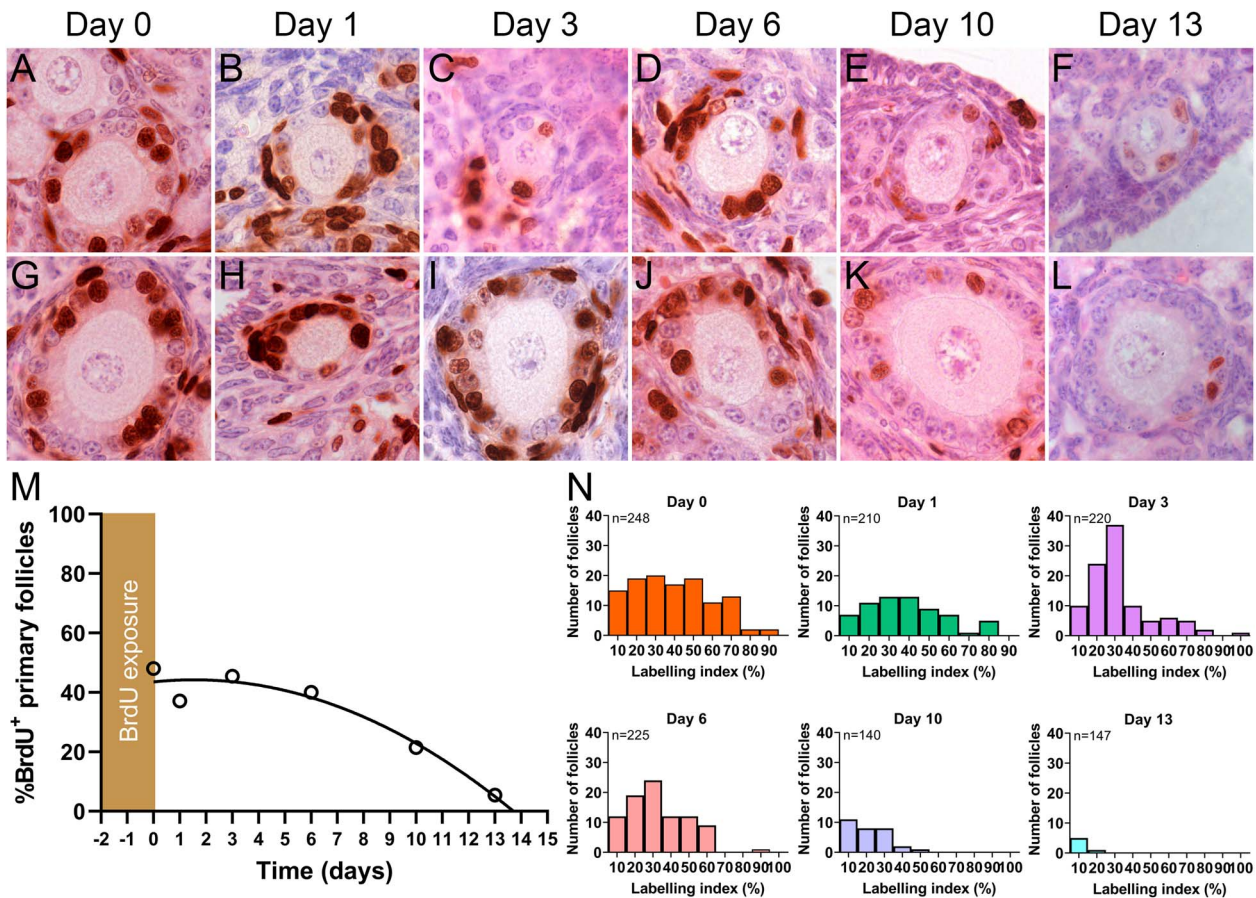 Day 0 Day 1 Day 3 Day 6 Day 10 Day 13
A B C D E F
G H I J K L
M
%BrdU+ primary follicles
100
80
60
40
20
0
BrdU exposure
-2 -1 0 1 2 3 4 5 6 7 8 9 10 11 12 13 14 15
Time (days)
N
Day 0
n=248
Number of follicles
40
30
20
10
0
10 20 30 40 50 60 70 80 90
Labelling index (%)
Day 1
n=210
Number of follicles
40
30
20
10
0
10 20 30 40 50 60 70 80 90
Labelling index (%)
Day 3
n=220
Number of follicles
40
30
20
10
0
10 20 30 40 50 60 70 80 90 100
Labelling index (%)
Day 6
n=225
Number of follicles
40
30
20
10
0
10 20 30 40 50 60 70 80 90 100
Labelling index (%)
Day 10
n=140
Number of follicles
40
30
20
10
0
10 20 30 40 50 60 70 80 90 100
Labelling index (%)
Day 13
n=147
Number of follicles
40
30
20
10
0
10 20 30 40 50 60 70 80 90 100
Labelling index (%)